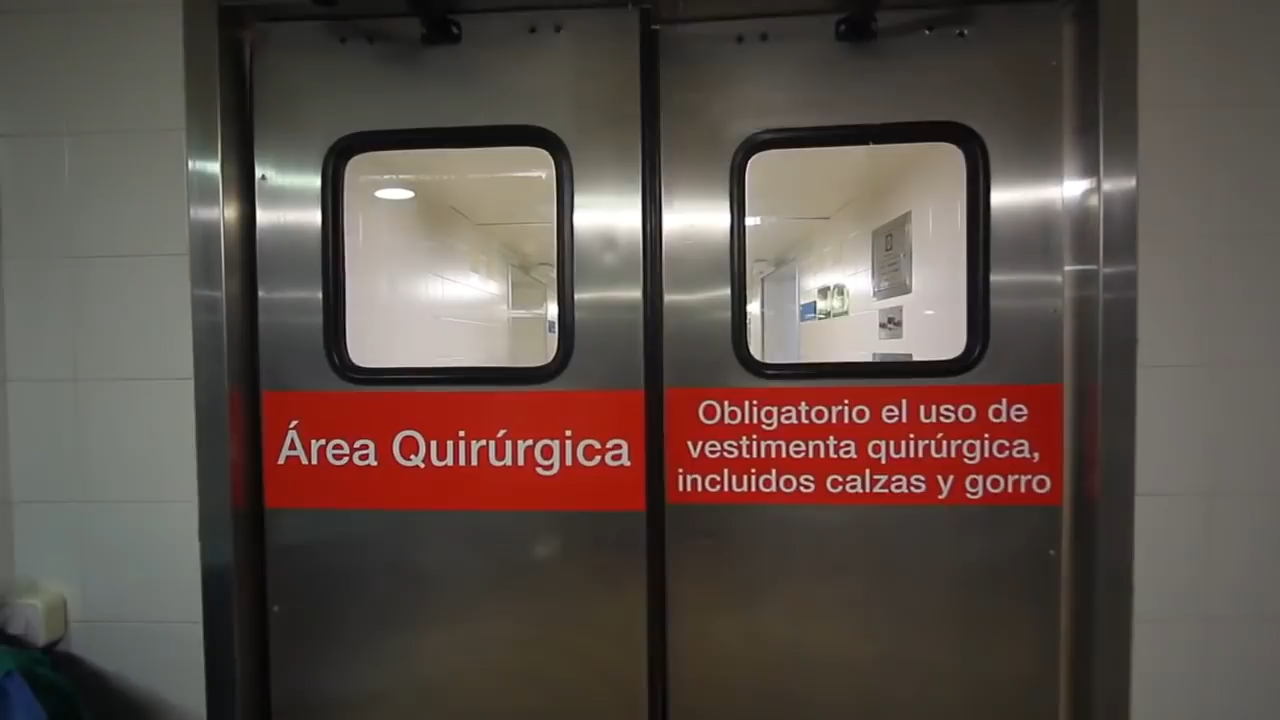 Área Quirúrgica
Obligatorio el uso de
vestimenta quirúrgica,
incluidos calzas y gorro